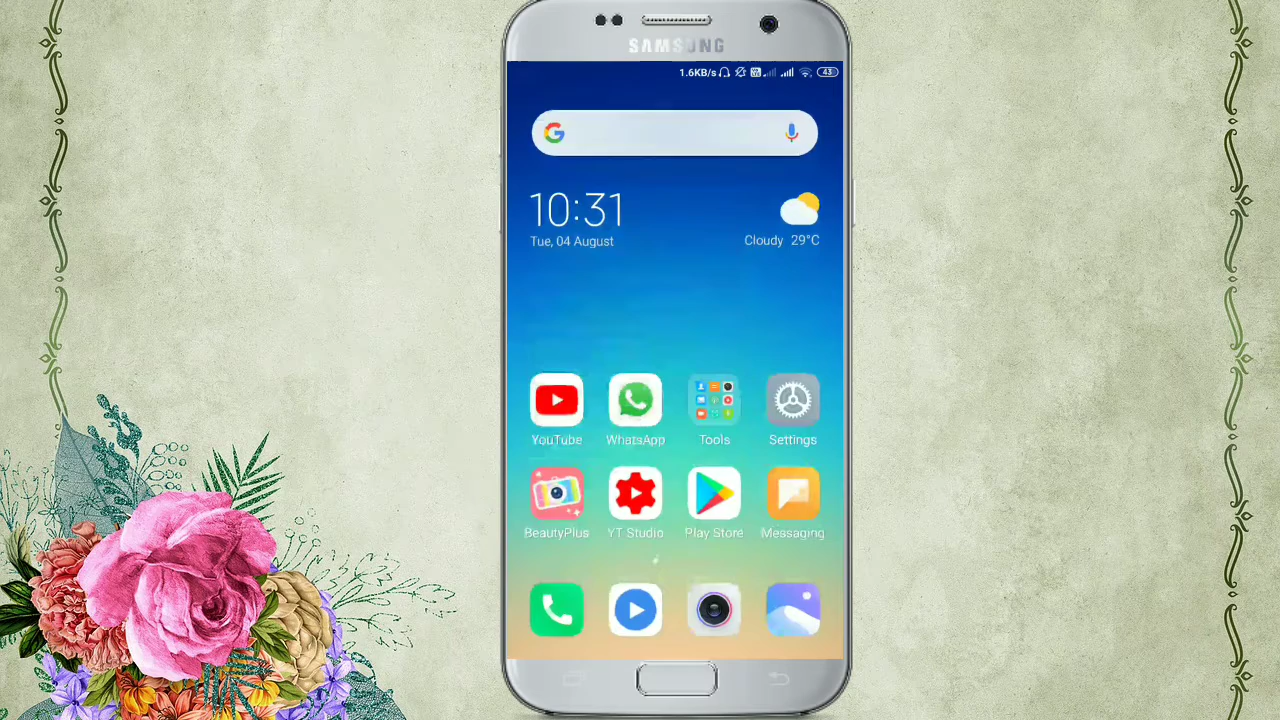 SAMSUNG
1.6KB/s 43
10:31
Tue, 04 August
Cloudy 29°C
YouTube WhatsApp Tools Settings
BeautyPlus YT Studio Play Store Messaging